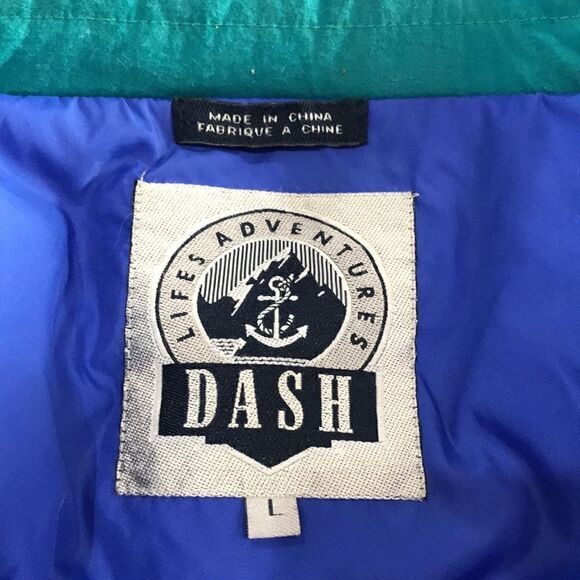 MADE IN CHINA
FABRIQUE A CHINE
LIFES ADVENTURES
DASH
L